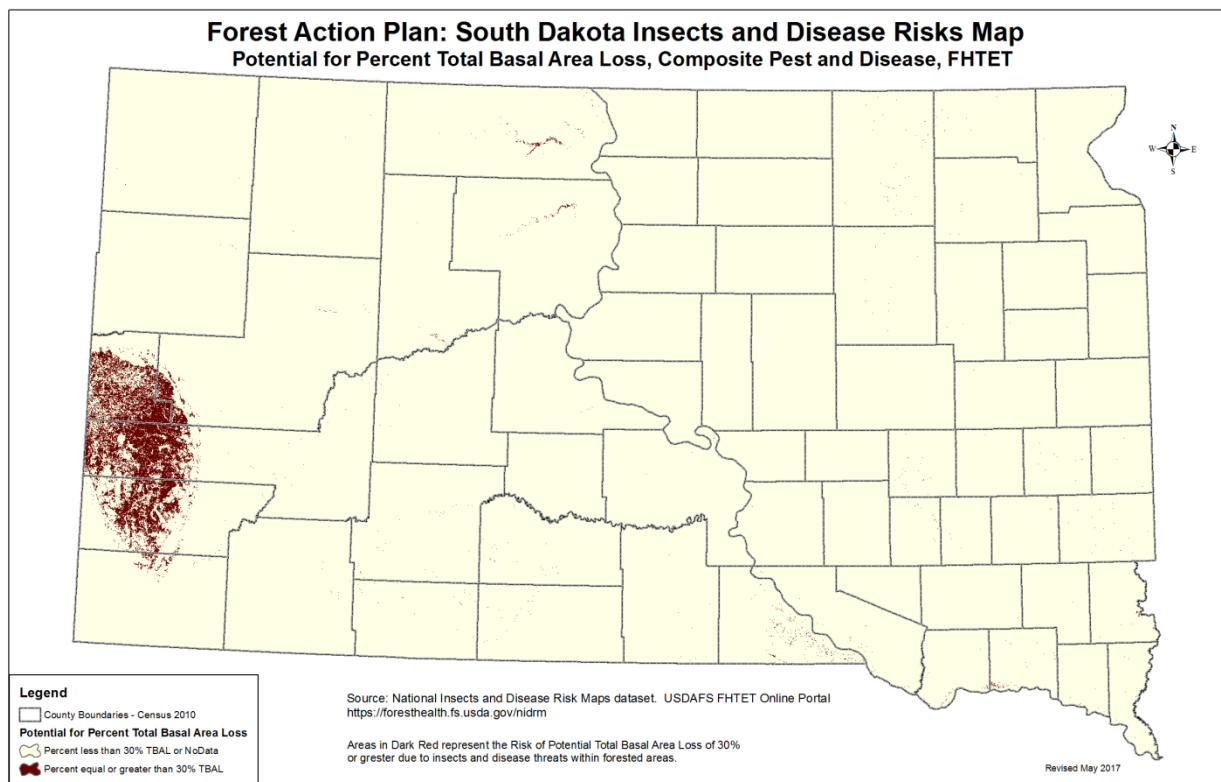 Forest Action Plan: South Dakota Insects and Disease Risks Map
Potential for Percent Total Basal Area Loss, Composite Pest and Disease, FHTET
N
W E
S
Legend
County Boundaries - Census 2010
Potential for Percent Total Basal Area Loss
Percent less than 30% TBAL or NoData
Percent equal or greater than 30% TBAL
Source: National Insects and Disease Risk Maps dataset. USDAFS FHTET Online Portal
https://foresthealth.fs.usda.gov/nidrm
Areas in Dark Red represent the Risk of Potential Total Basal Area Loss of 30%
or grester due to insects and disease threats within forested areas.
Revised May 2017